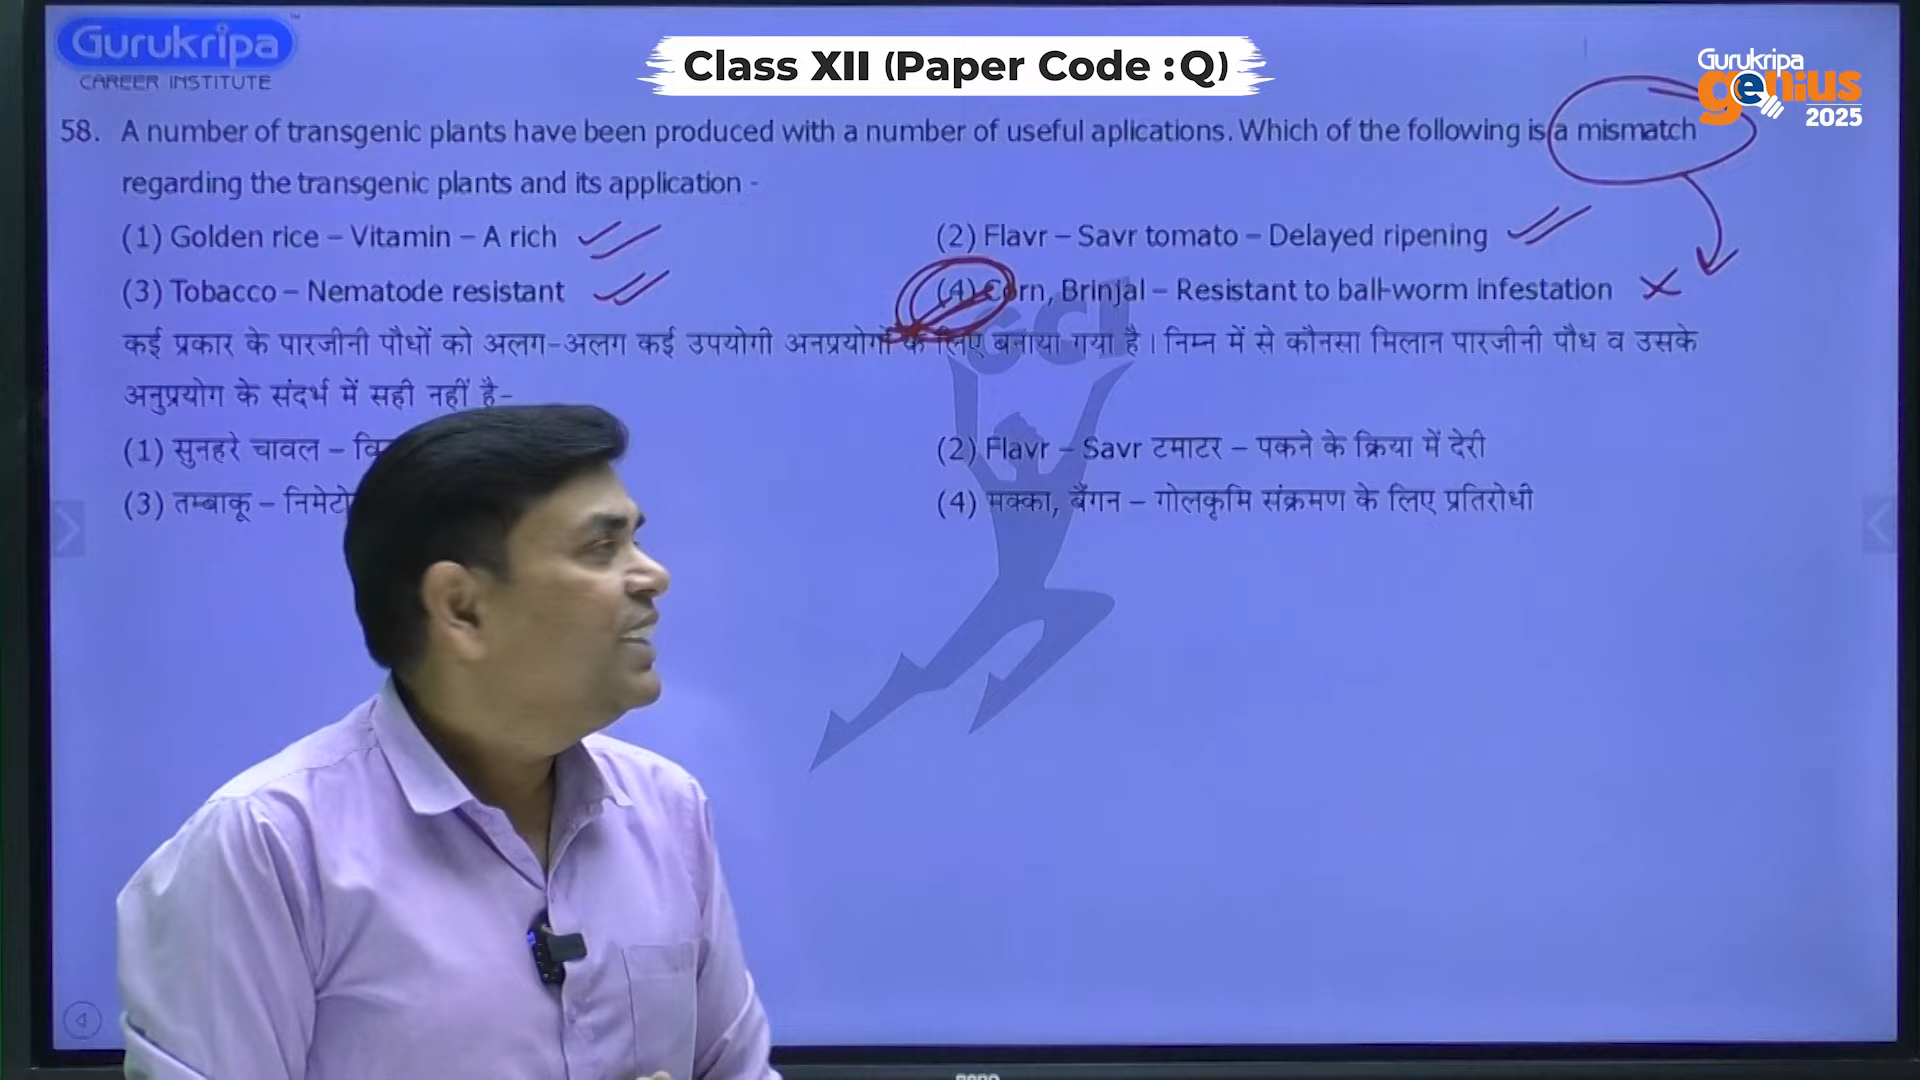 Gurukripa
CAREER INSTITUTE
Class XII (Paper Code :Q)
Gurukripa
genius
2025
58. A number of transgenic plants have been produced with a number of useful aplications. Which of the following is a mismatch
regarding the transgenic plants and its application -
(1) Golden rice – Vitamin – A rich (2) Flavr – Savr tomato – Delayed ripening
(3) Tobacco – Nematode resistant (4) Corn, Brinjal – Resistant to ball-worm infestation
कई प्रकार के पारजीनी पौधों को अलग-अलग कई उपयोगी अनप्रयोगों के लिए बनाया गया है। निम्न में से कौनसा मिलान पारजीनी पौध व उसके
अनुप्रयोग के संदर्भ में सही नहीं है-
(1) सुनहरे चावल – (2) Flavr – Savr टमाटर – पकने के क्रिया में देरी
(3) तम्बाकू – (4) मक्का, बैंगन – गोलकृमि संक्रमण के लिए प्रतिरोधी
GCI